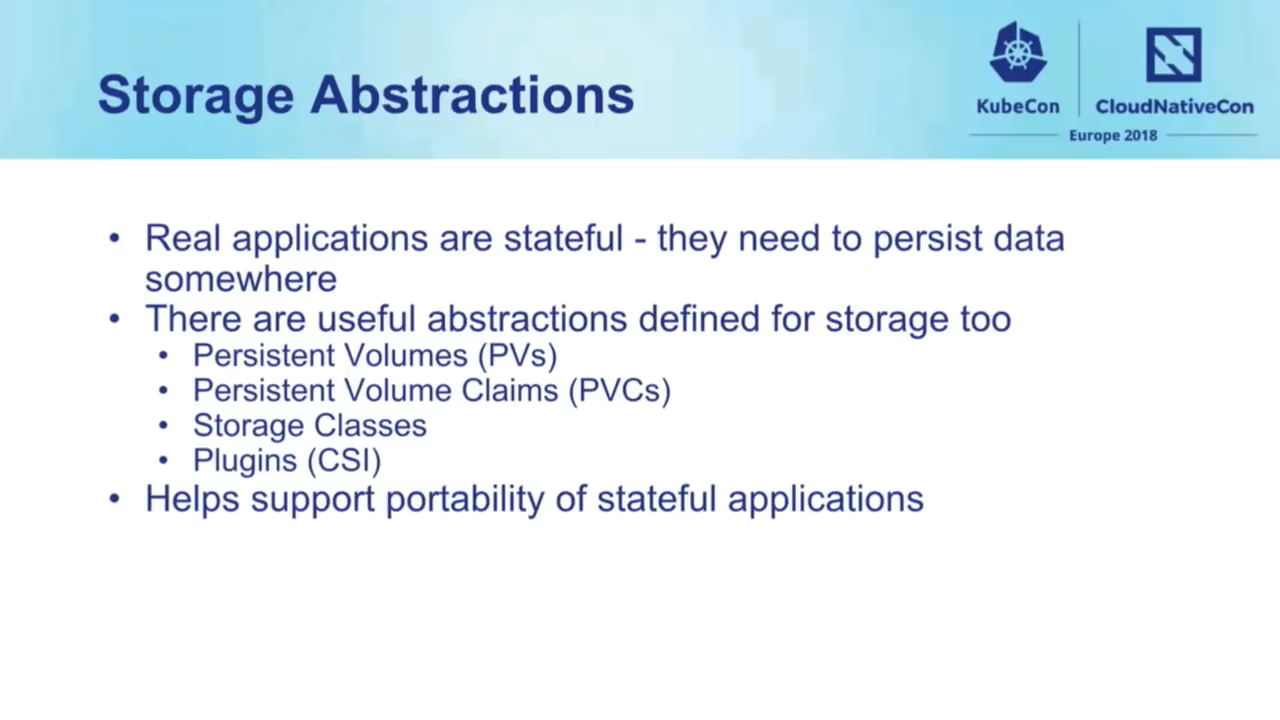 Storage Abstractions
KubeCon
CloudNativeCon
Europe 2018
• Real applications are stateful - they need to persist data
somewhere
• There are useful abstractions defined for storage too
• Persistent Volumes (PVs)
• Persistent Volume Claims (PVCs)
• Storage Classes
• Plugins (CSI)
• Helps support portability of stateful applications